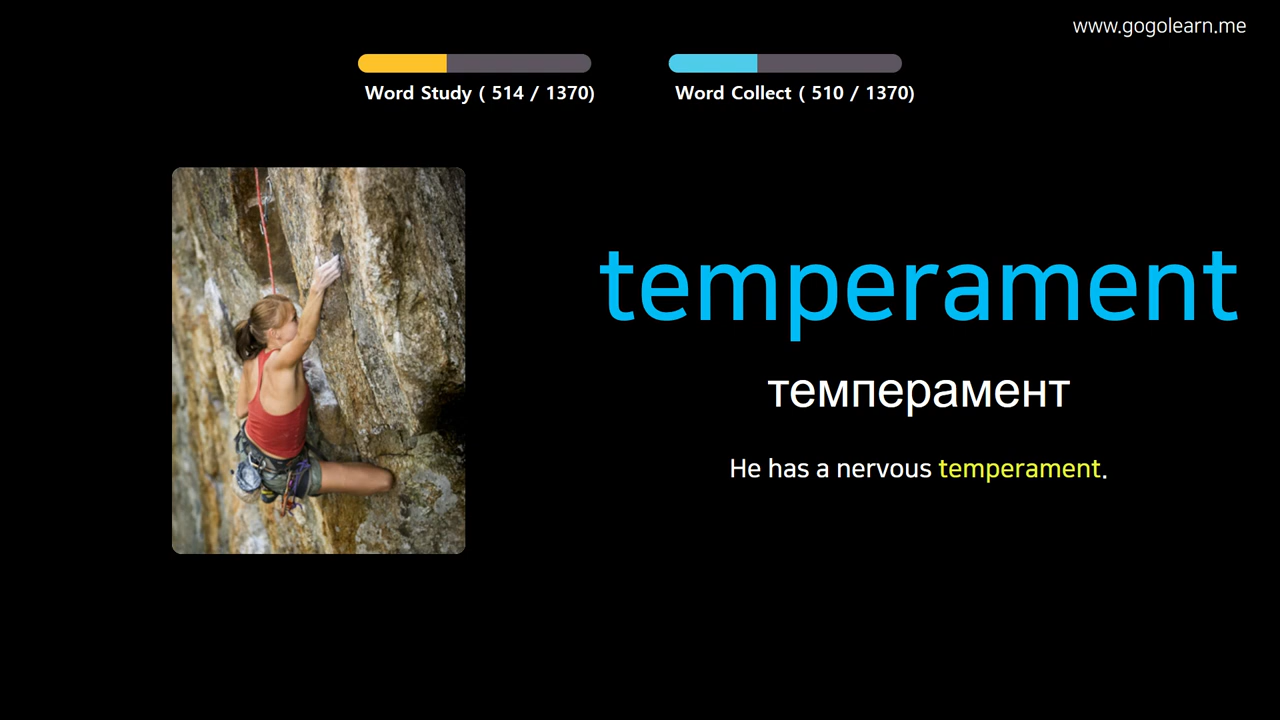 www.gogolearn.me
Word Study ( 514 / 1370)
Word Collect ( 510 / 1370)
temperament
темперамент
He has a nervous temperament.